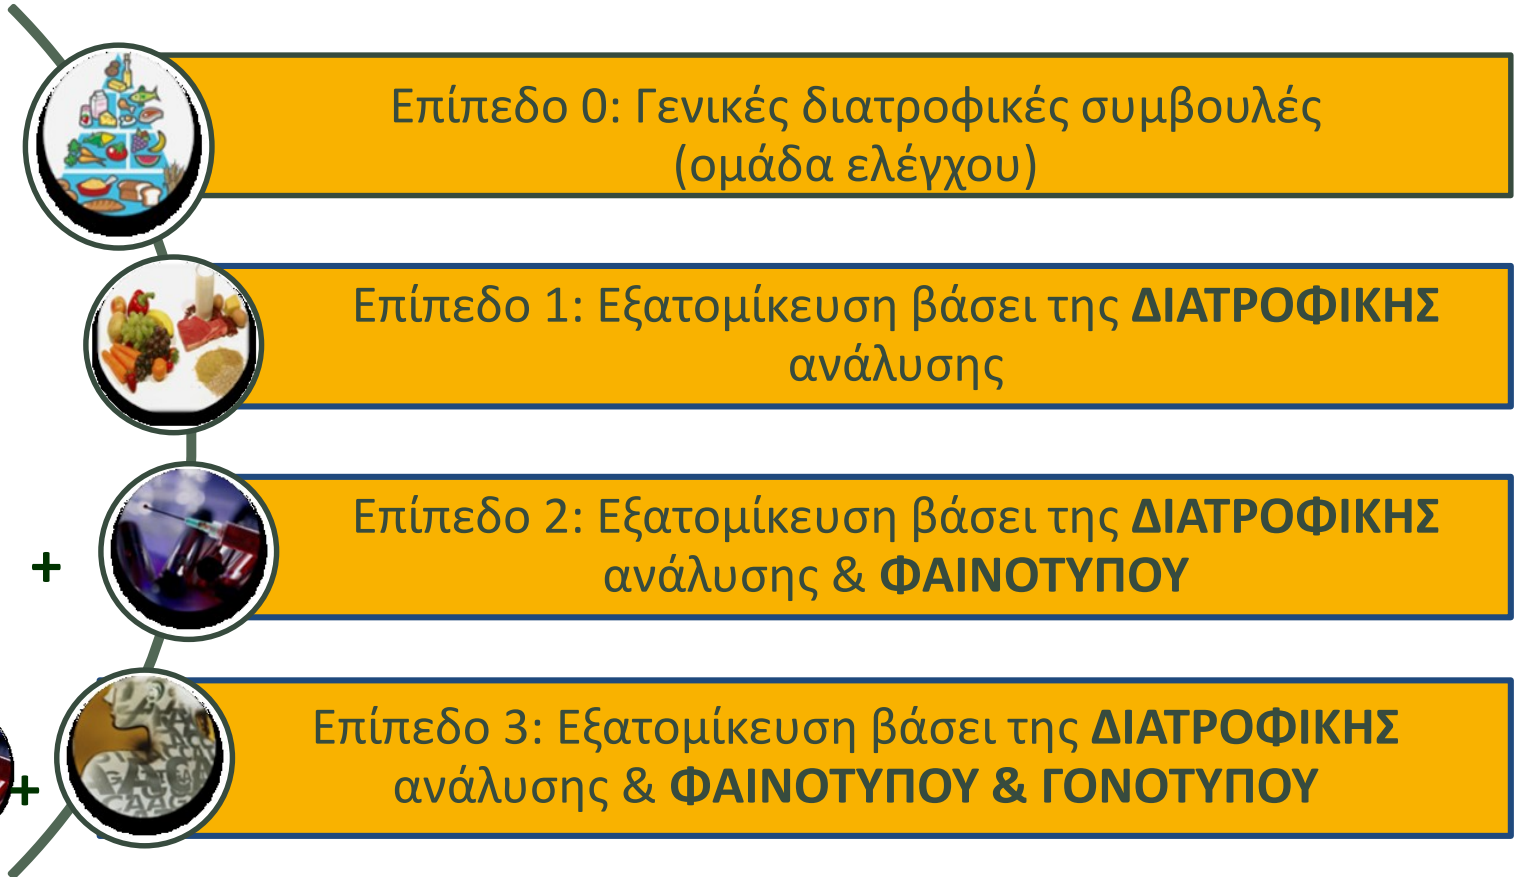 Επίπεδο 0: Γενικές διατροφικές συμβουλές
(ομάδα ελέγχου)
Επίπεδο 1: Εξατομίκευση βάσει της ΔΙΑΤΡΟΦΙΚΗΣ
ανάλυσης
+
Επίπεδο 2: Εξατομίκευση βάσει της ΔΙΑΤΡΟΦΙΚΗΣ
ανάλυσης & ΦΑΙΝΟΤΥΠΟΥ
+
Επίπεδο 3: Εξατομίκευση βάσει της ΔΙΑΤΡΟΦΙΚΗΣ
ανάλυσης & ΦΑΙΝΟΤΥΠΟΥ & ΓΟΝΟΤΥΠΟΥ